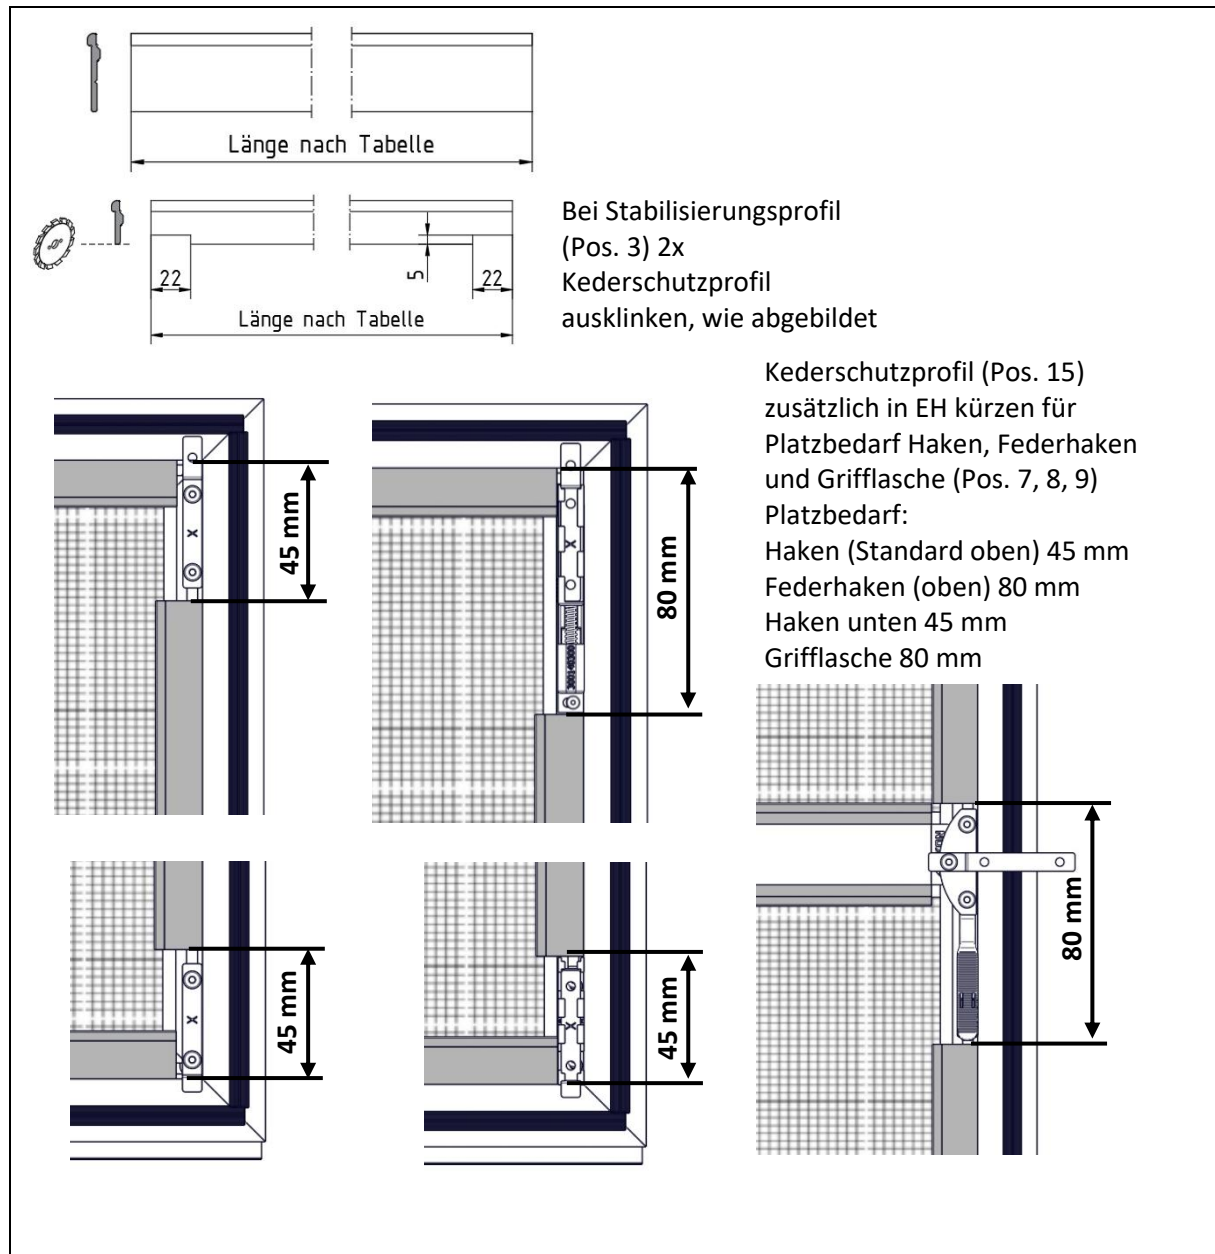 Länge nach Tabelle
22
5
22
Länge nach Tabelle
Bei Stabilisierungsprofil
(Pos. 3) 2x
Kederschutzprofil
ausklinken, wie abgebildet
Kederschutzprofil (Pos. 15)
zusätzlich in EH kürzen für
Platzbedarf Haken, Federhaken
und Grifflasche (Pos. 7, 8, 9)
Platzbedarf:
Haken (Standard oben) 45 mm
Federhaken (oben) 80 mm
Haken unten 45 mm
Grifflasche 80 mm
45 mm
80 mm
45 mm
45 mm
80 mm